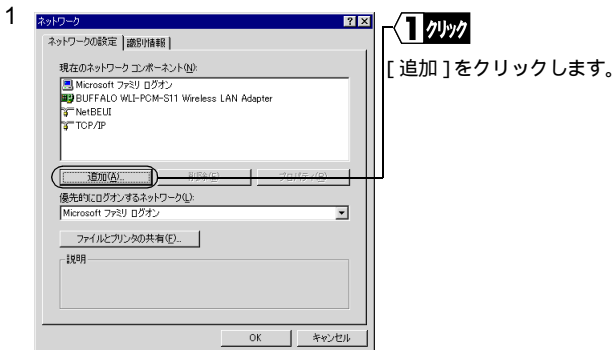 1
ネットワーク
ネットワークの設定 識別情報
現在のネットワーク コンポーネント(N):
Microsoft ファミリ ログオン
BUFFALO WLI-PCM-S11 Wireless LAN Adapter
NetBEUI
TCP/IP
追加(A)... 削除(E) プロパティ(R)
優先的にログオンするネットワーク(L):
Microsoft ファミリ ログオン
ファイルとプリンタの共有(F)...
説明
OK キャンセル
1 クリック
[追加]をクリックします。